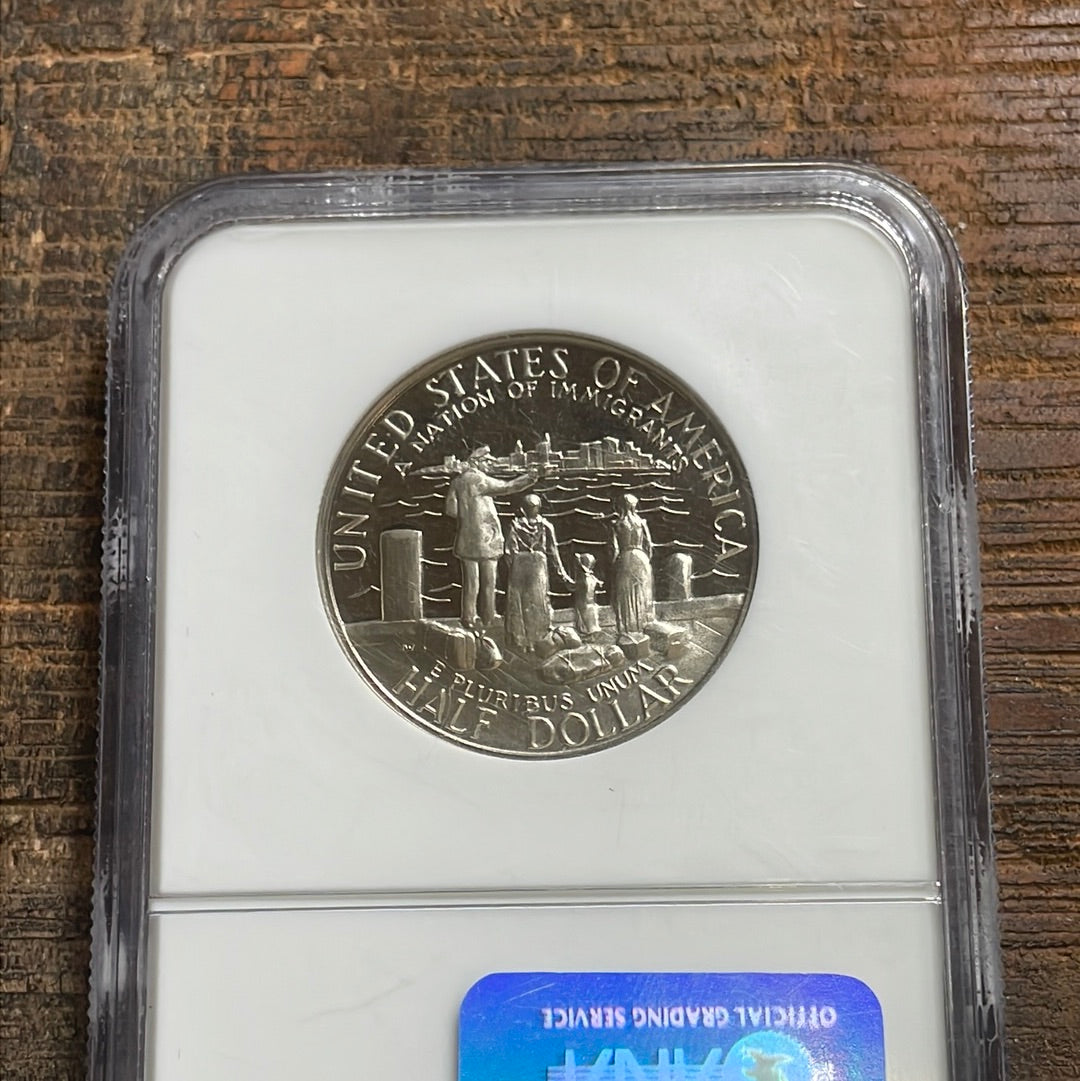 UNITED STATES OF AMERICA
A NATION OF IMMIGRANTS
E PLURIBUS UNUM
HALF DOLLAR
OFFICIAL GRADING SERVICE